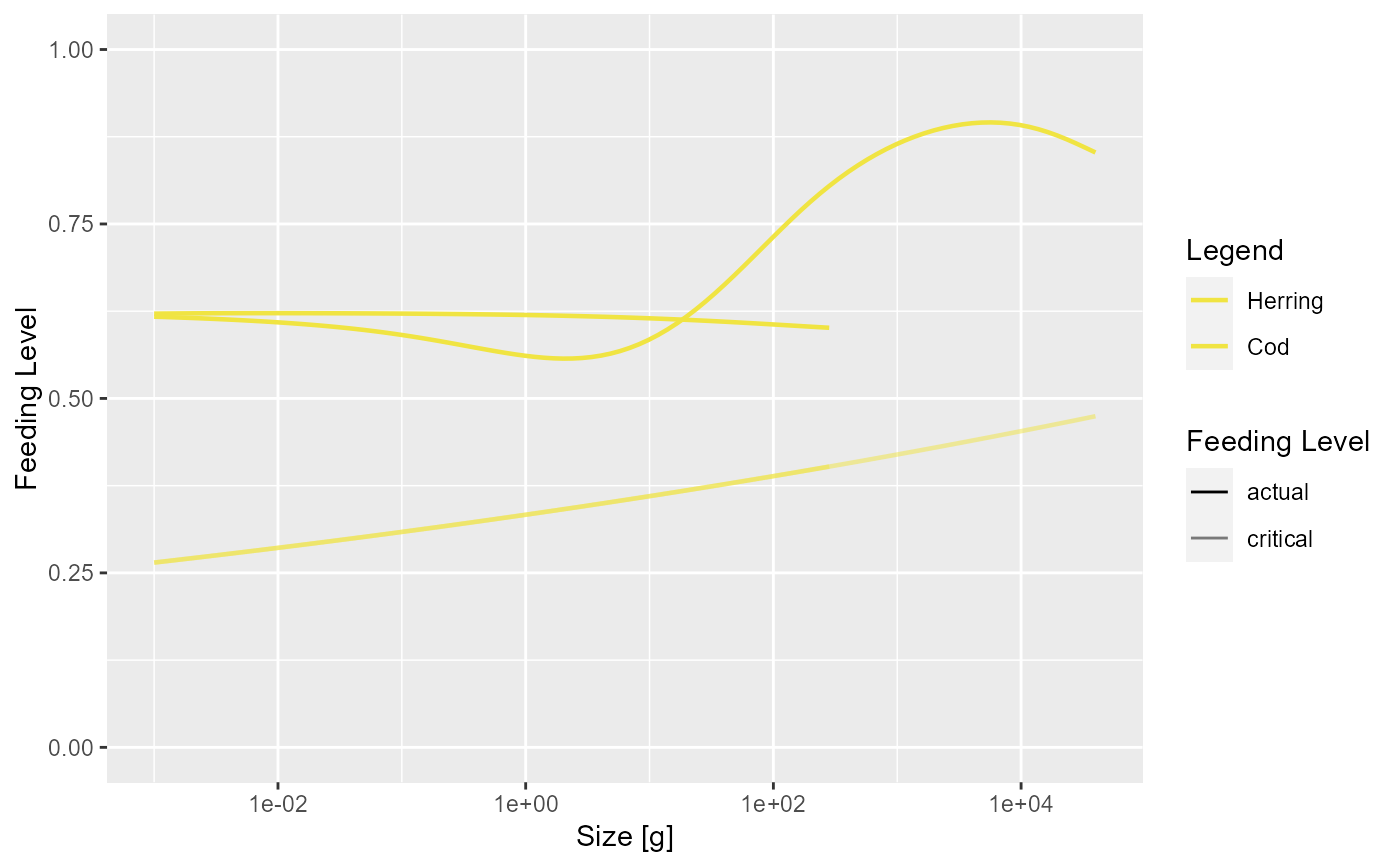 1.00
0.75
0.50
0.25
0.00
Feeding Level
1e-02
1e+00
1e+02
1e+04
Size [g]
Legend
Herring
Cod
Feeding Level
actual
critical